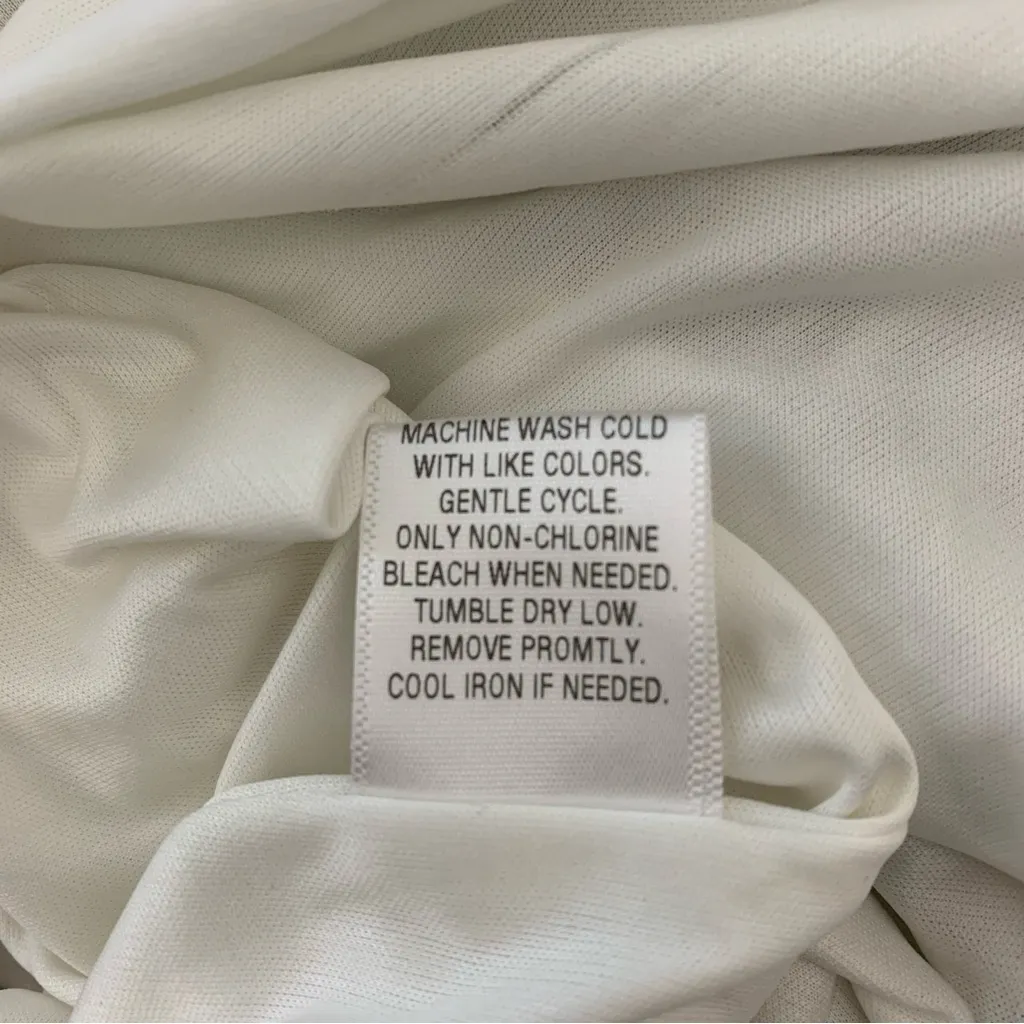 MACHINE WASH COLD
WITH LIKE COLORS.
GENTLE CYCLE.
ONLY NON-CHLORINE
BLEACH WHEN NEEDED.
TUMBLE DRY LOW.
REMOVE PROMTLY.
COOL IRON IF NEEDED.